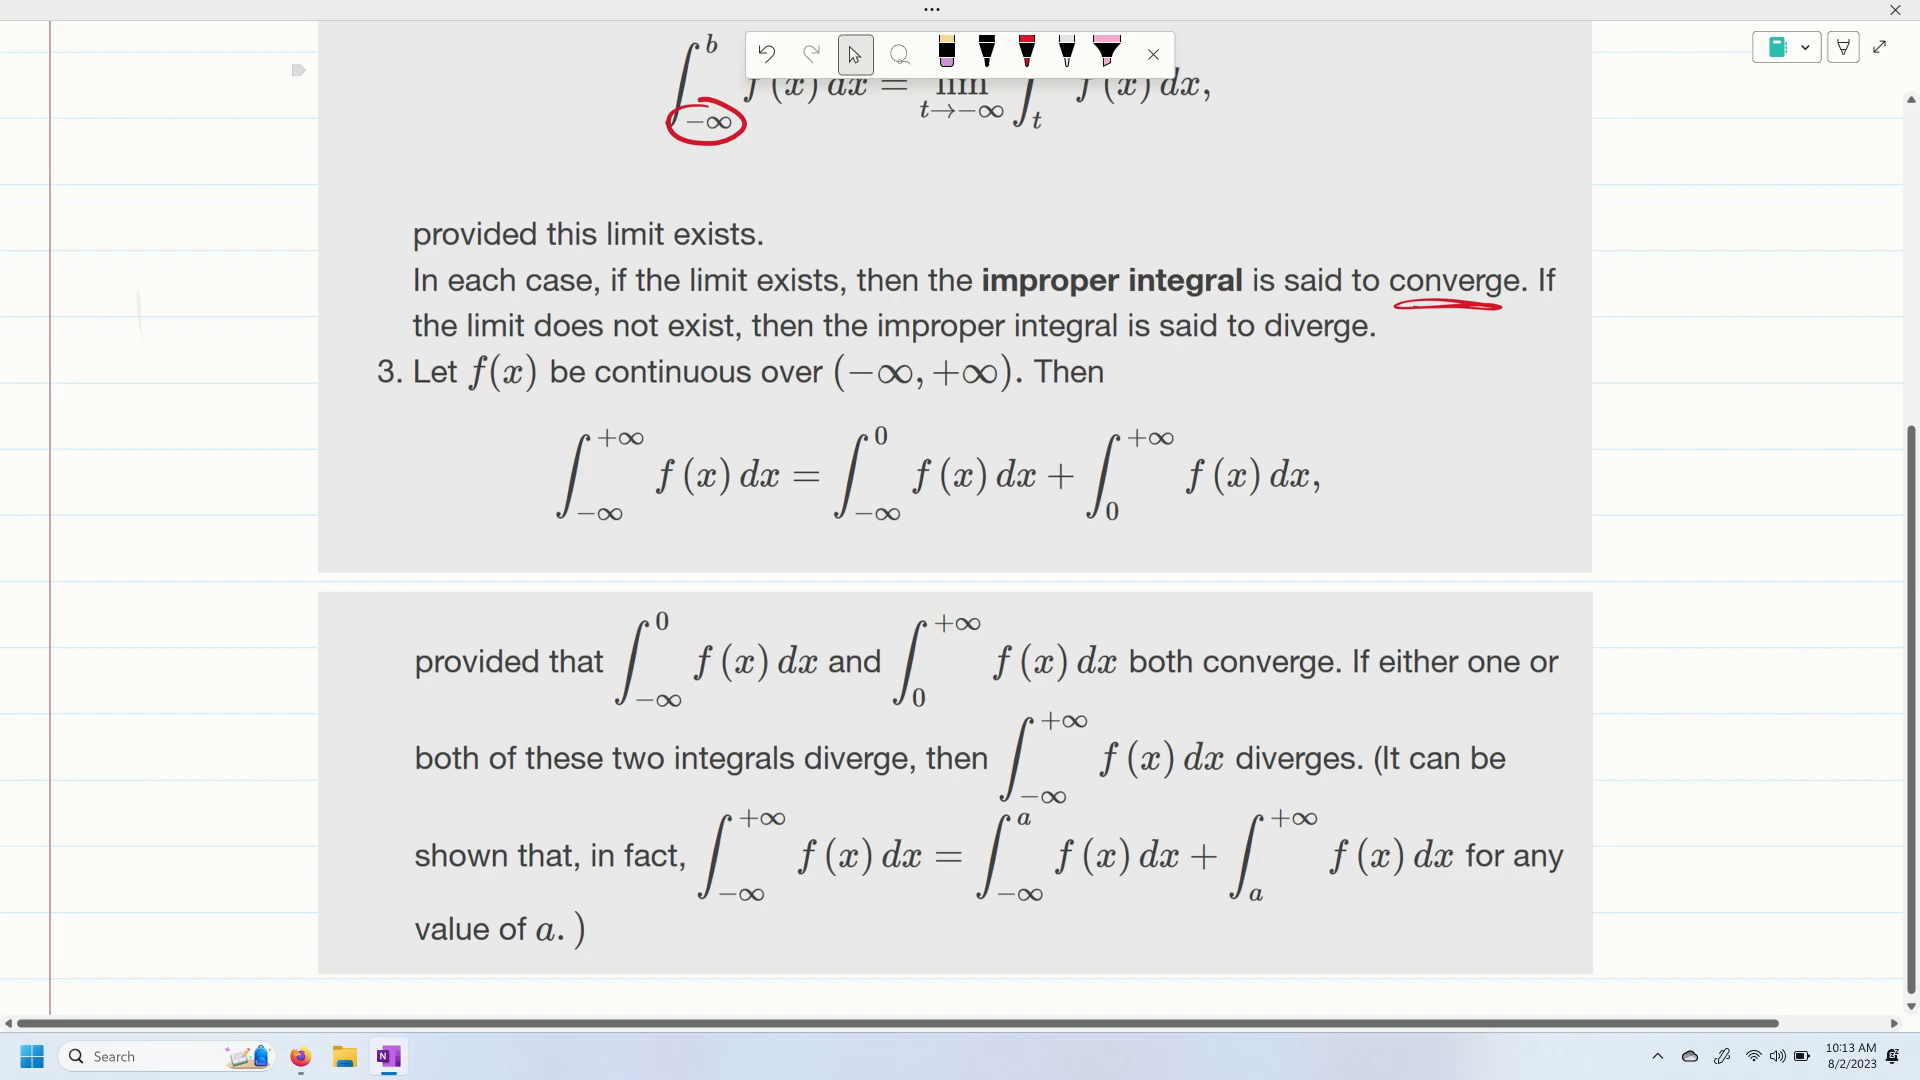 ∫_{−∞}^{b} f (x) dx = lim_{t→−∞} ∫_t f (x) dx,
provided this limit exists.
In each case, if the limit exists, then the improper integral is said to converge. If
the limit does not exist, then the improper integral is said to diverge.
3. Let f(x) be continuous over (−∞, +∞). Then
∫_{−∞}^{+∞} f (x) dx = ∫_{−∞}^{0} f (x) dx + ∫_{0}^{+∞} f (x) dx,
provided that ∫_{−∞}^{0} f (x) dx and ∫_{0}^{+∞} f (x) dx both converge. If either one or
both of these two integrals diverge, then ∫_{−∞}^{+∞} f (x) dx diverges. (It can be
shown that, in fact, ∫_{−∞}^{+∞} f (x) dx = ∫_{−∞}^{a} f (x) dx + ∫_{a}^{+∞} f (x) dx for any
value of a. )
Search
N
10:13 AM
8/2/2023